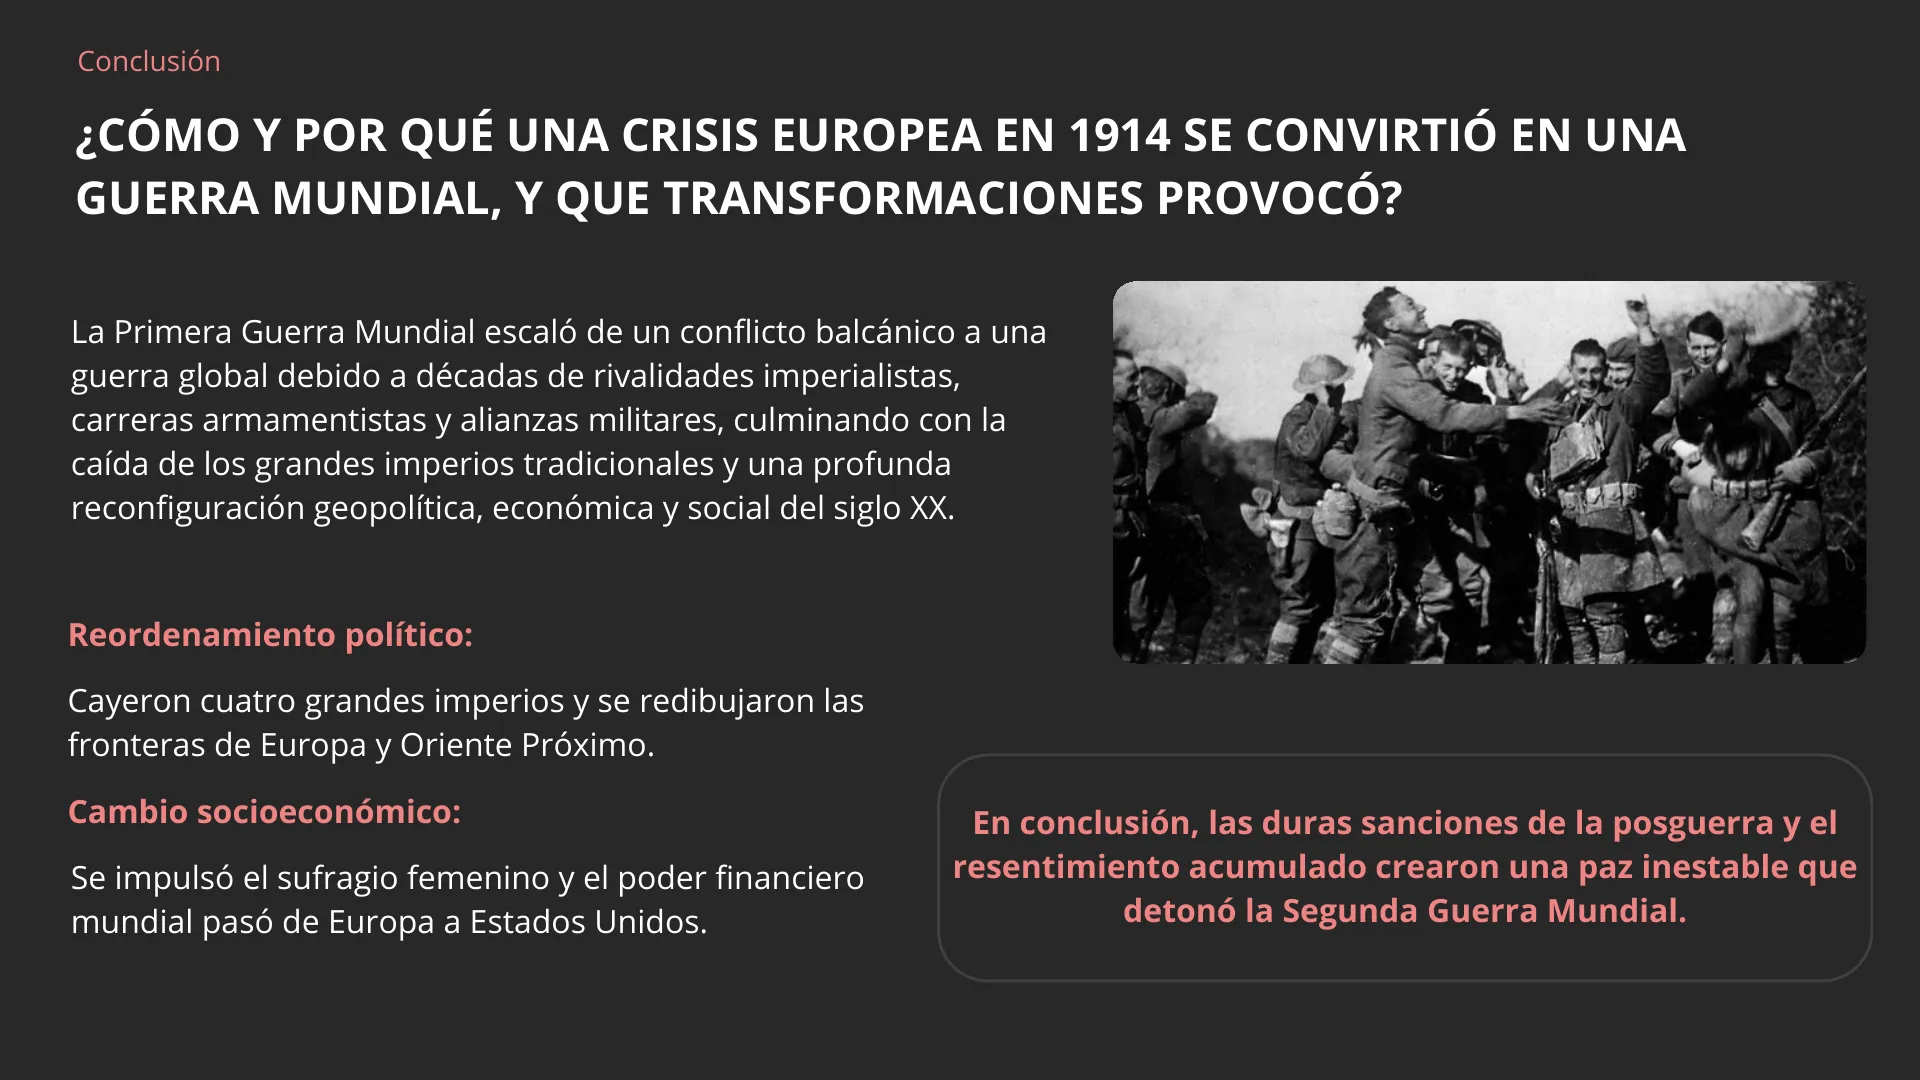 Conclusión
¿CÓMO Y POR QUÉ UNA CRISIS EUROPEA EN 1914 SE CONVIRTIÓ EN UNA
GUERRA MUNDIAL, Y QUE TRANSFORMACIONES PROVOCÓ?
La Primera Guerra Mundial escaló de un conflicto balcánico a una
guerra global debido a décadas de rivalidades imperialistas,
carreras armamentistas y alianzas militares, culminando con la
caída de los grandes imperios tradicionales y una profunda
reconfiguración geopolítica, económica y social del siglo XX.
Reordenamiento político:
Cayeron cuatro grandes imperios y se redibujaron las
fronteras de Europa y Oriente Próximo.
Cambio socioeconómico:
Se impulsó el sufragio femenino y el poder financiero
mundial pasó de Europa a Estados Unidos.
En conclusión, las duras sanciones de la posguerra y el
resentimiento acumulado crearon una paz inestable que
detonó la Segunda Guerra Mundial.